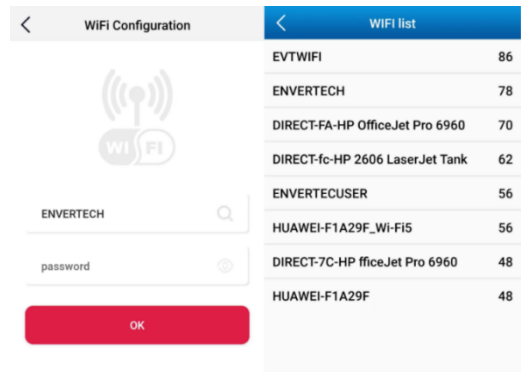 WiFi Configuration
WI FI
ENVERTECH
password
OK
WIFI list
EVTWIFI 86
ENVERTECH 78
DIRECT-FA-HP OfficeJet Pro 6960 70
DIRECT-fc-HP 2606 LaserJet Tank 62
ENVERTECUSER 56
HUAWEI-F1A29F_Wi-Fi5 56
DIRECT-7C-HP fficeJet Pro 6960 48
HUAWEI-F1A29F 48